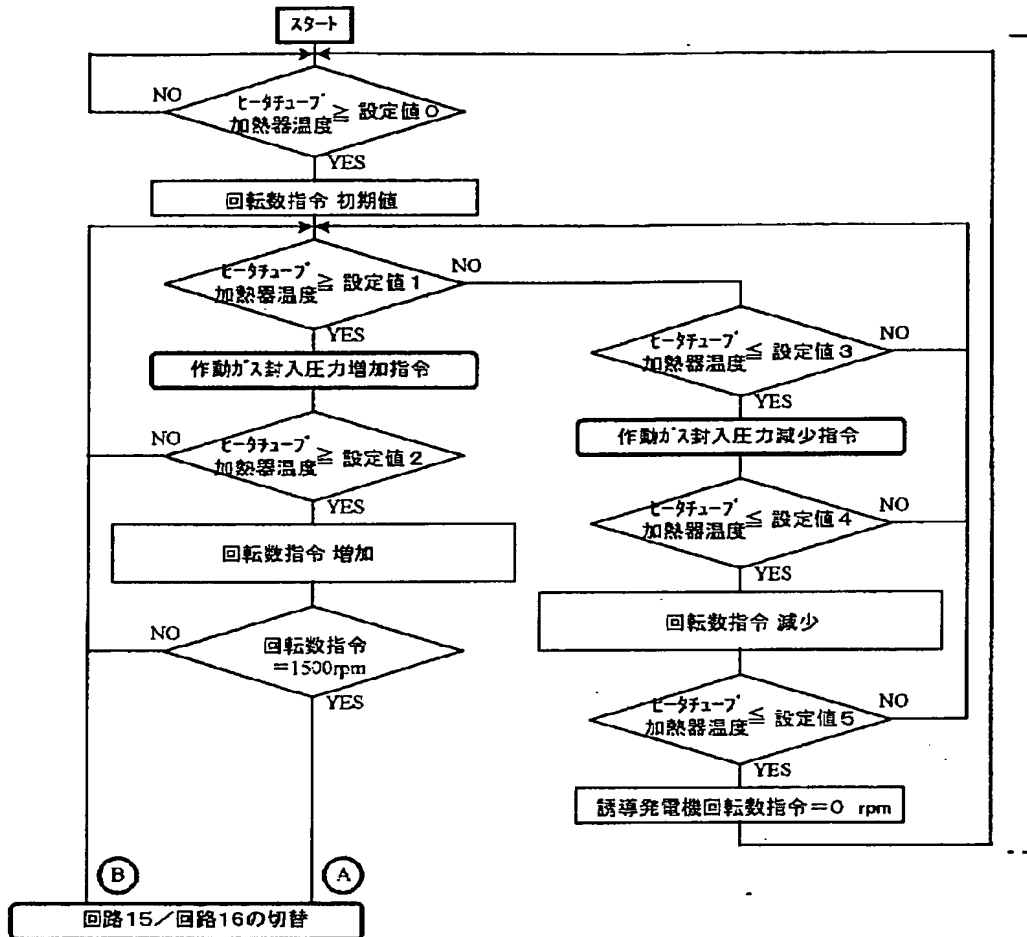 スタート
NO
ヒータチューブ
加熱器温度 ≧ 設定値0
YES
回転数指令 初期値
ヒータチューブ
加熱器温度 ≧ 設定値1
NO
YES
作動ガス封入圧力増加指令
NO
ヒータチューブ
加熱器温度 ≧ 設定値2
YES
回転数指令 増加
NO
回転数指令
=1500rpm
YES
ヒータチューブ
加熱器温度 ≦ 設定値3
NO
YES
作動ガス封入圧力減少指令
ヒータチューブ
加熱器温度 ≦ 設定値4
NO
YES
回転数指令 減少
ヒータチューブ
加熱器温度 ≦ 設定値5
NO
YES
誘導発電機回転数指令=0 rpm
B
A
回路15/回路16の切替